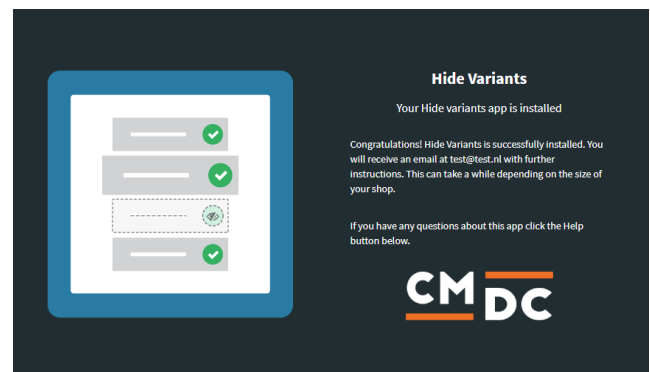 Hide Variants
Your Hide variants app is installed
Congratulations! Hide Variants is successfully installed. You
will receive an email at test@test.nl with further
instructions. This can take a while depending on the size of
your shop.
If you have any questions about this app click the Help
button below.
CMDC